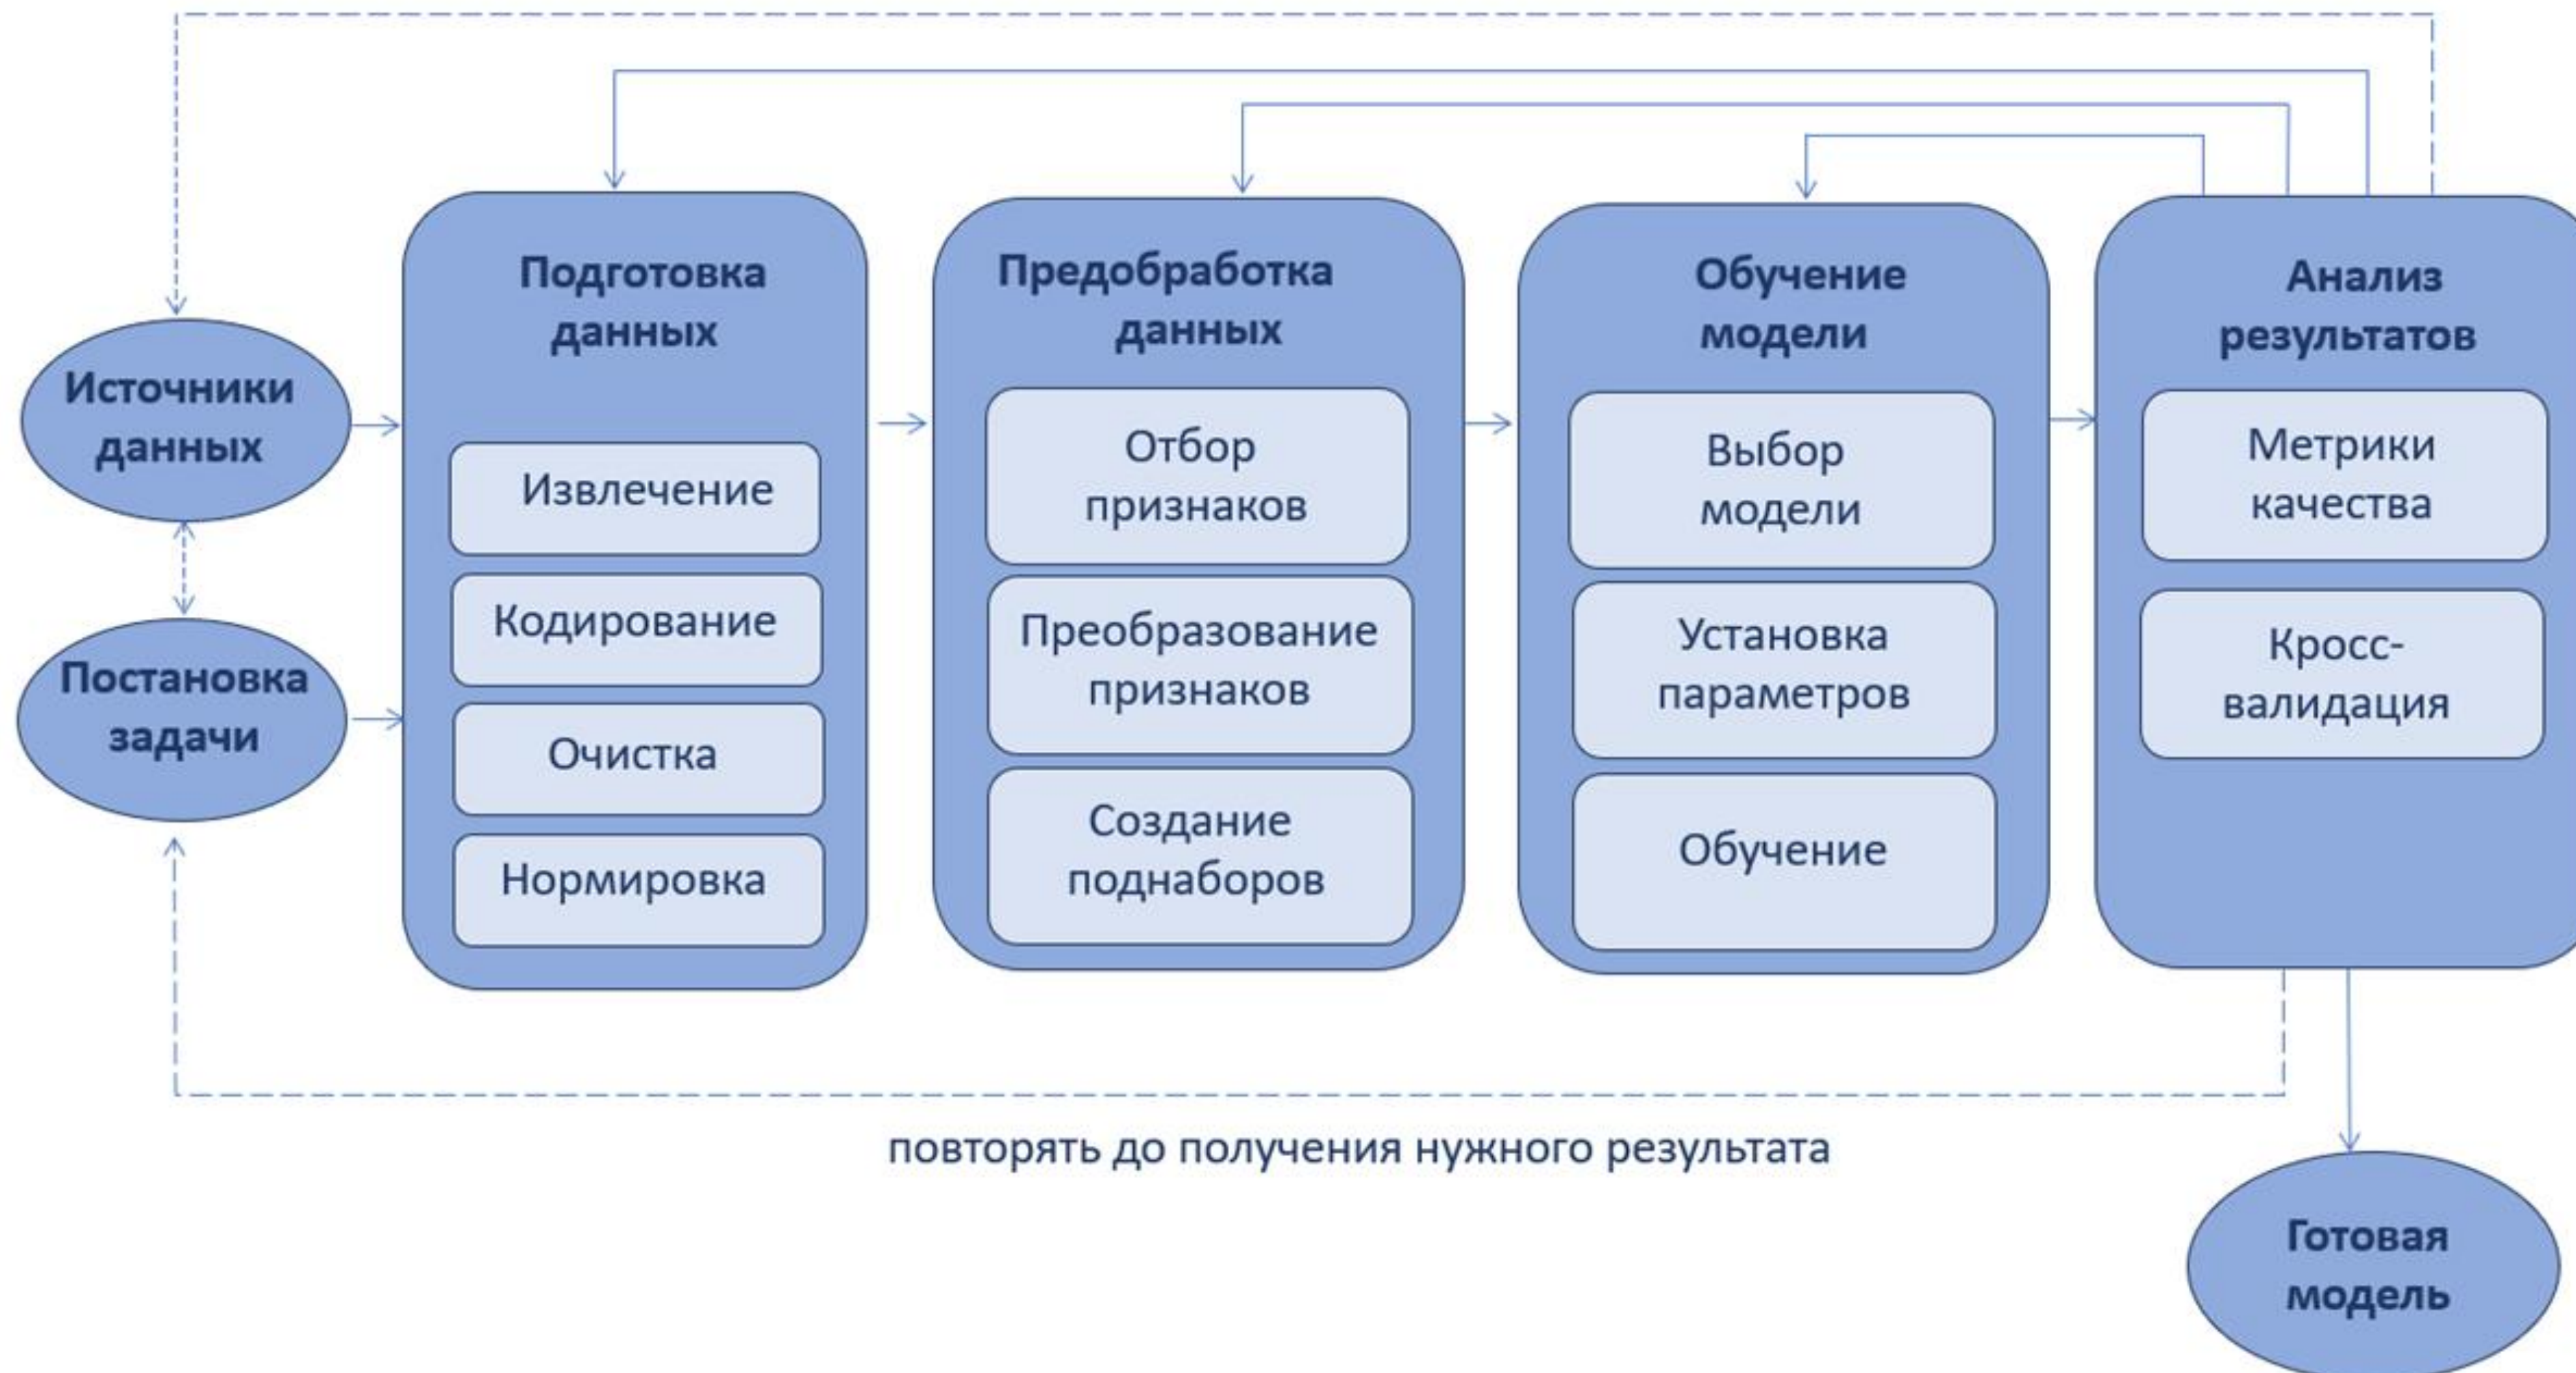 Источники
данных
Постановка
задачи
Подготовка
данных
Извлечение
Кодирование
Очистка
Нормировка
Предобработка
данных
Отбор
признаков
Преобразование
признаков
Создание
поднаборов
Обучение
модели
Выбор
модели
Установка
параметров
Обучение
Анализ
результатов
Метрики
качества
Кросс-
валидация
повторять до получения нужного результата
Готовая
модель